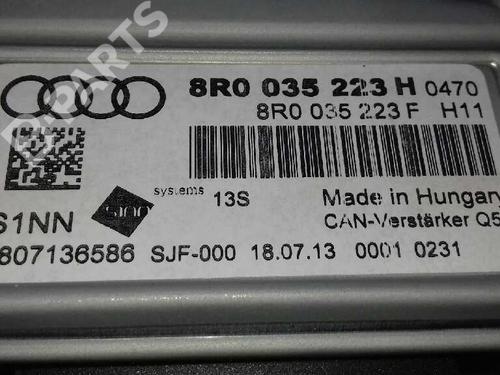 8R0 035 223 H 0470
8R0 035 223 F H11
systems 13S
S1NN
Made in Hungary
CAN-Verstärker Q5
807136586 SJF-000 18.07.13 0001 0231
B-PARTS